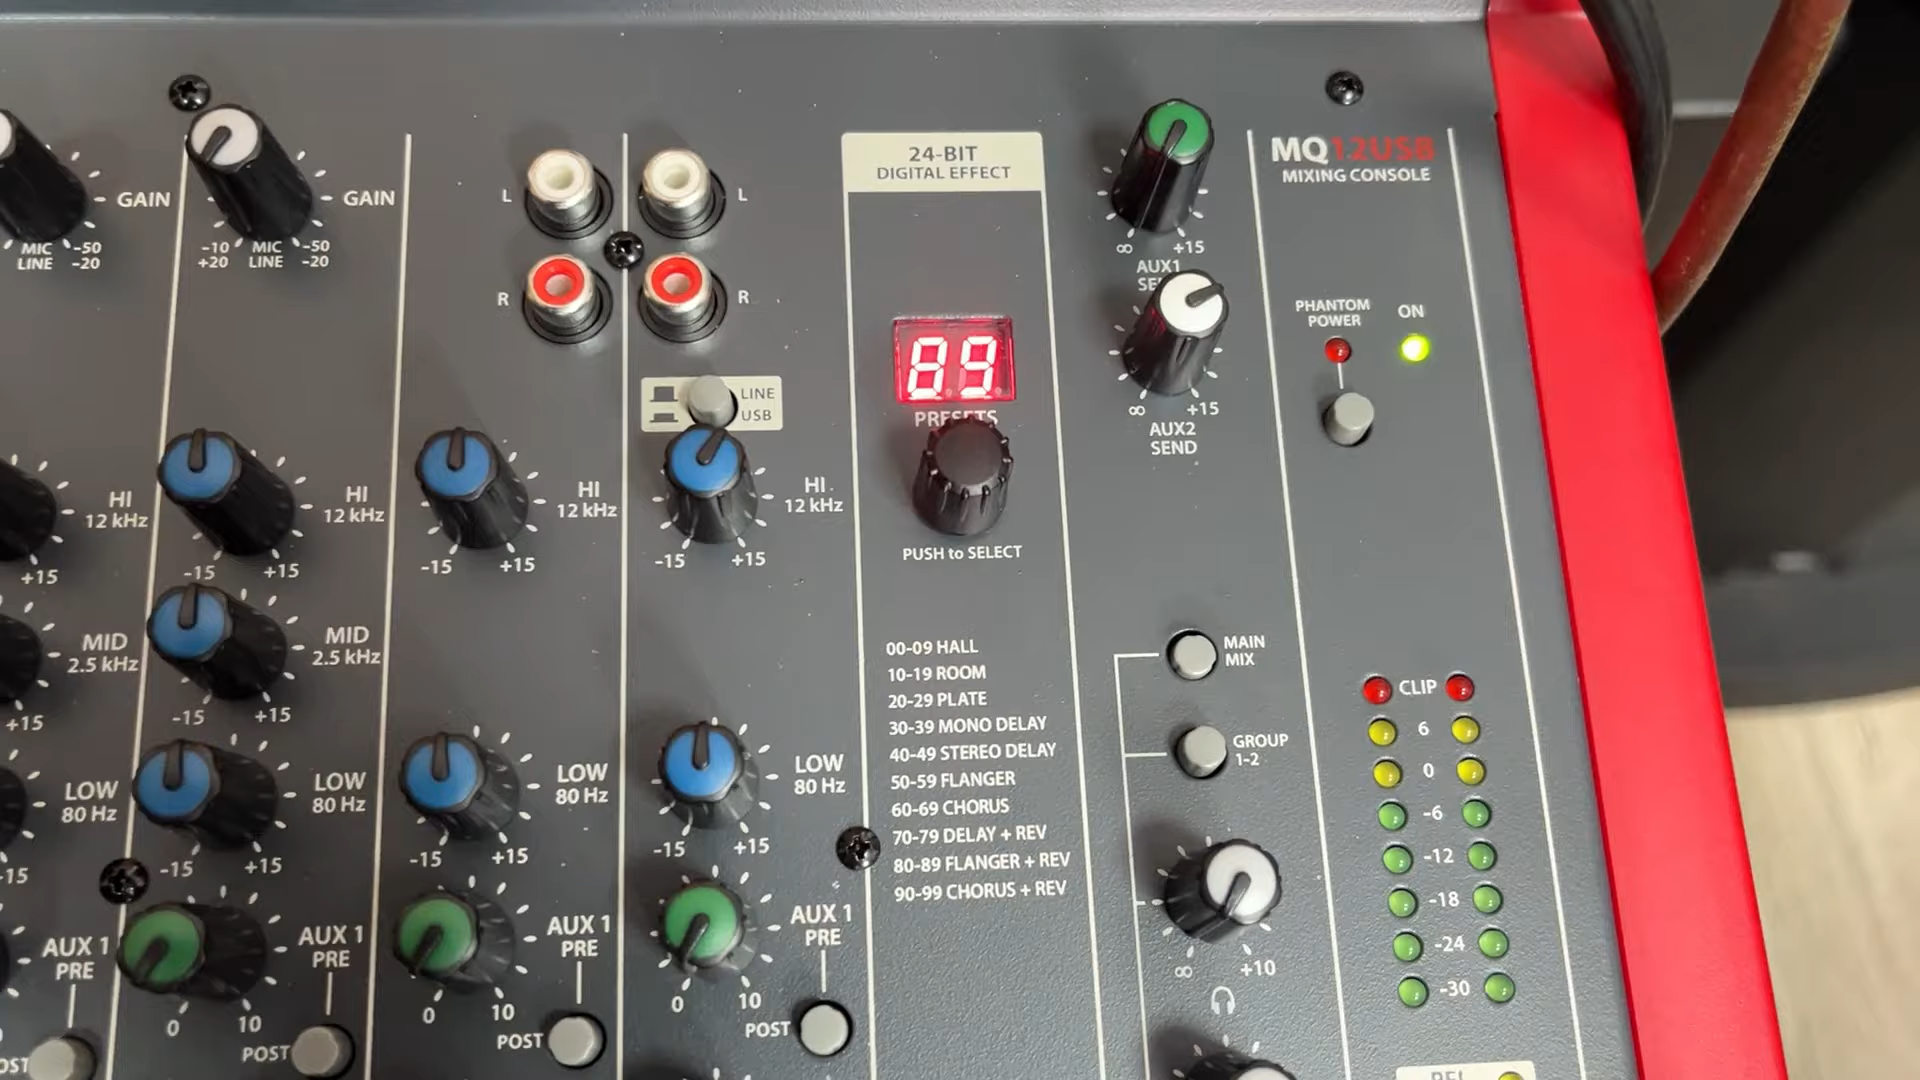 24-BIT
DIGITAL EFFECT
MQ12USB
MIXING CONSOLE
GAIN
GAIN
MIC
LINE
-50
-20
-10
+20
MIC
LINE
-50
-20
L
L
R
R
∞
+15
AUX1
PHANTOM
POWER
ON
LINE
USB
89
PRESETS
∞
+15
AUX2
SEND
HI
12 kHz
+15
HI
12 kHz
-15
+15
HI
12 kHz
-15
+15
HI
12 kHz
-15
+15
PUSH to SELECT
MID
2.5 kHz
+15
MID
2.5 kHz
-15
+15
00-09 HALL
10-19 ROOM
20-29 PLATE
30-39 MONO DELAY
40-49 STEREO DELAY
50-59 FLANGER
60-69 CHORUS
70-79 DELAY + REV
80-89 FLANGER + REV
90-99 CHORUS + REV
MAIN
MIX
GROUP
1-2
CLIP
6
0
-6
-12
-18
-24
-30
LOW
80 Hz
-15
LOW
80 Hz
-15
+15
LOW
80 Hz
-15
+15
LOW
80 Hz
-15
+15
AUX 1
PRE
AUX 1
PRE
0
10
POST
AUX 1
PRE
0
10
POST
AUX 1
PRE
0
10
POST
∞
+10